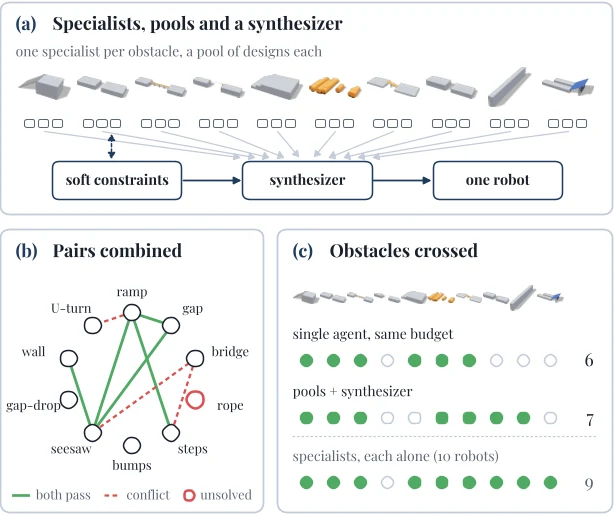 (a) Specialists, pools and a synthesizer
one specialist per obstacle, a pool of designs each
soft constraints
synthesizer
one robot
(b) Pairs combined
ramp
U-turn
gap
wall
bridge
gap-drop
rope
seesaw
steps
bumps
both pass
conflict
unsolved
(c) Obstacles crossed
single agent, same budget
6
pools + synthesizer
7
specialists, each alone (10 robots)
9